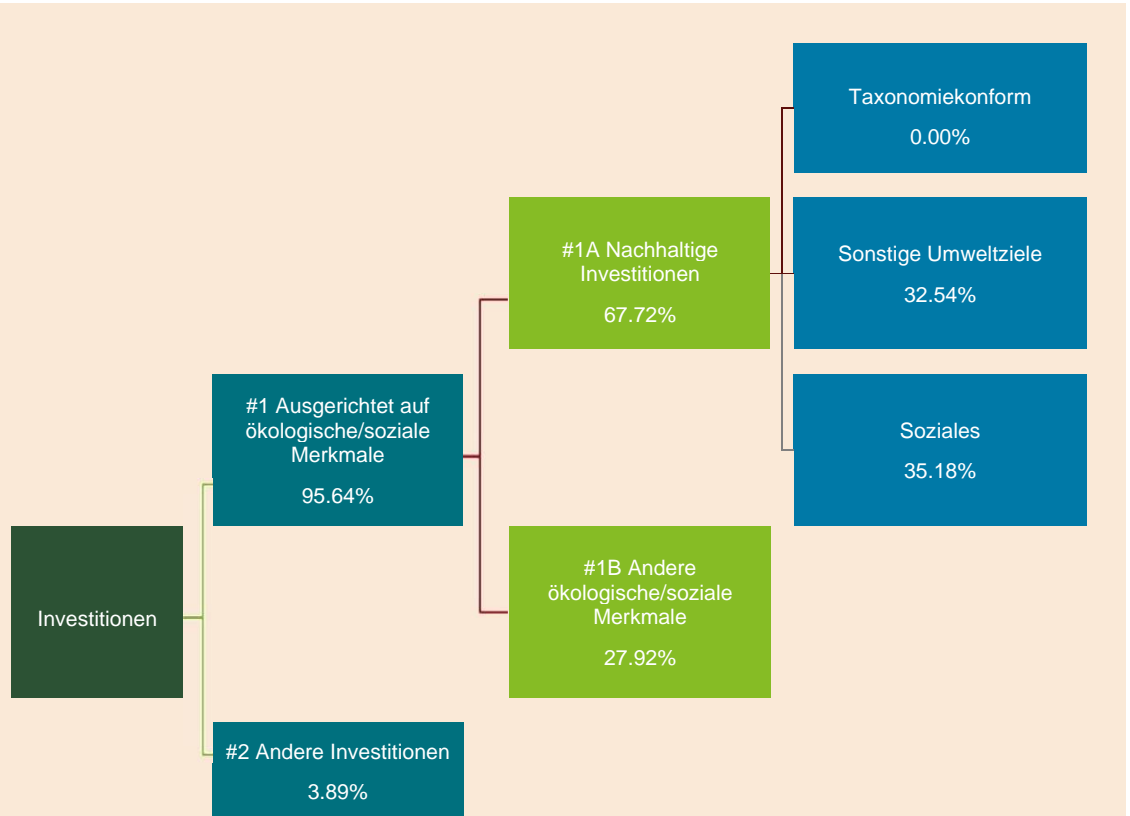 Taxonomiekonform
0.00%
#1A Nachhaltige
Investitionen
67.72%
Sonstige Umweltziele
32.54%
#1 Ausgerichtet auf
ökologische/soziale
Merkmale
95.64%
Soziales
35.18%
Investitionen
#1B Andere
ökologische/soziale
Merkmale
27.92%
#2 Andere Investitionen
3.89%